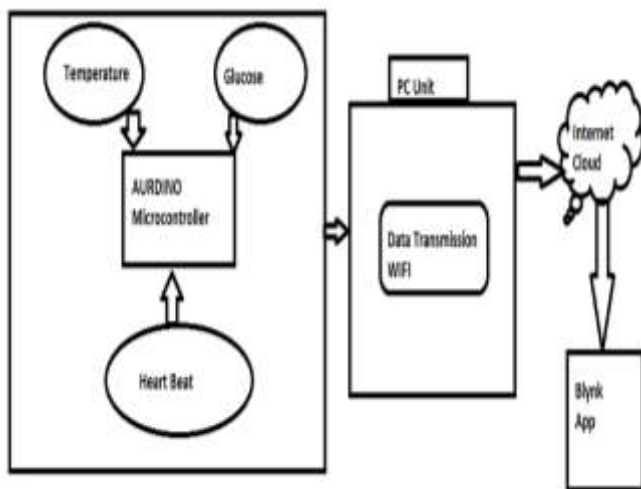 Temperature
Glucose
AURDINO
Microcontroller
Heart Beat
PC Unit
Data Transmission
WIFI
Internet
Cloud
Blynk
App